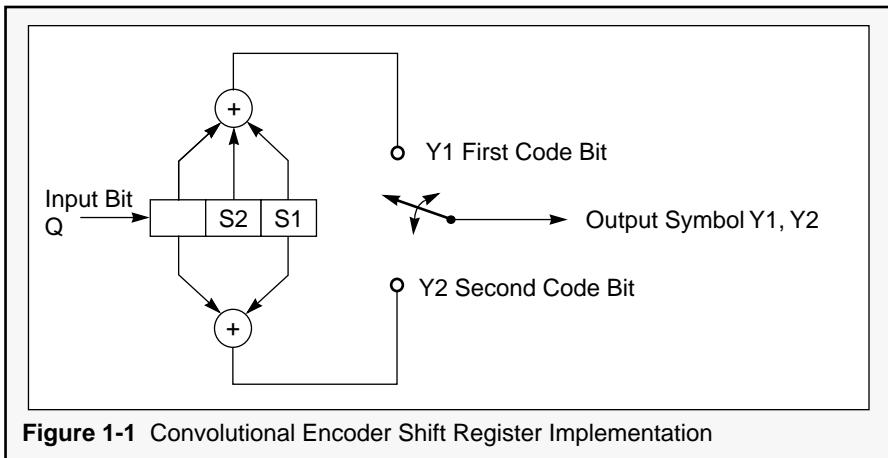 +
Y1 First Code Bit
Input Bit
Q
S2 S1
Output Symbol Y1, Y2
Y2 Second Code Bit
+
Figure 1-1 Convolutional Encoder Shift Register Implementation